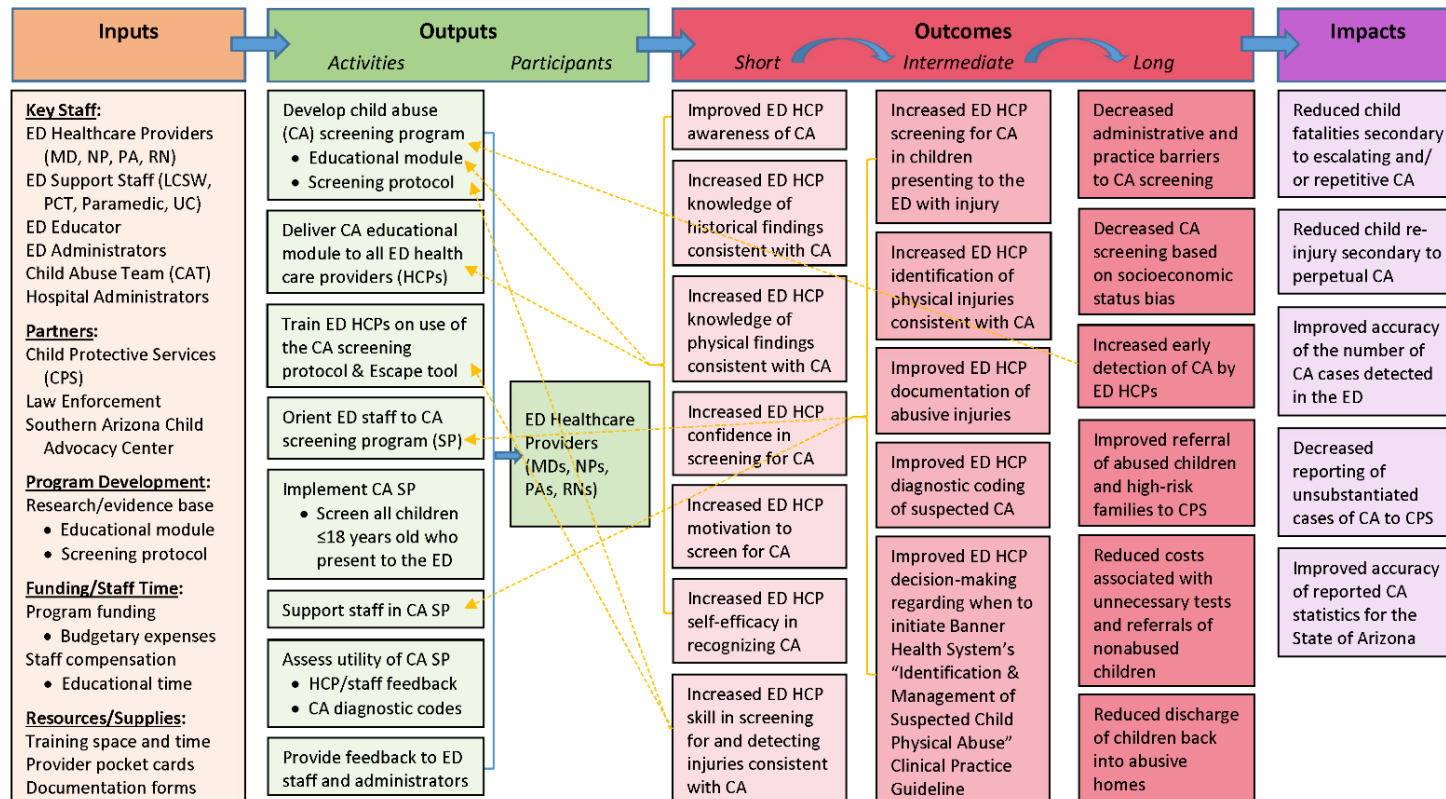 Inputs
Outputs
Activities
Participants
Outcomes
Short
Intermediate
Long
Impacts
Key Staff:
ED Healthcare Providers
(MD, NP, PA, RN)
ED Support Staff (LCSW,
PCT, Paramedic, UC)
ED Educator
ED Administrators
Child Abuse Team (CAT)
Hospital Administrators
Partners:
Child Protective Services
(CPS)
Law Enforcement
Southern Arizona Child
Advocacy Center
Program Development:
Research/evidence base
• Educational module
• Screening protocol
Funding/Staff Time:
Program funding
• Budgetary expenses
Staff compensation
• Educational time
Resources/Supplies:
Training space and time
Provider pocket cards
Documentation forms
Develop child abuse
(CA) screening program
• Educational module
• Screening protocol
Deliver CA educational
module to all ED health
care providers (HCPs)
Train ED HCPs on use of
the CA screening
protocol & Escape tool
Orient ED staff to CA
screening program (SP)
Implement CA SP
• Screen all children
≤18 years old who
present to the ED
Support staff in CA SP
Assess utility of CA SP
• HCP/staff feedback
• CA diagnostic codes
Provide feedback to ED
staff and administrators
ED Healthcare
Providers
(MDs, NPs,
PAs, RNs)
Improved ED HCP
awareness of CA
Increased ED HCP
knowledge of
historical findings
consistent with CA
Increased ED HCP
knowledge of
physical findings
consistent with CA
Increased ED HCP
confidence in
screening for CA
Increased ED HCP
motivation to
screen for CA
Increased ED HCP
self-efficacy in
recognizing CA
Increased ED HCP
skill in screening
for and detecting
injuries consistent
with CA
Increased ED HCP
screening for CA
in children
presenting to the
ED with injury
Increased ED HCP
identification of
physical injuries
consistent with CA
Improved ED HCP
documentation of
abusive injuries
Improved ED HCP
diagnostic coding
of suspected CA
Improved ED HCP
decision-making
regarding when to
initiate Banner
Health System's
"Identification &
Management of
Suspected Child
Physical Abuse"
Clinical Practice
Guideline
Decreased
administrative and
practice barriers
to CA screening
Decreased CA
screening based
on socioeconomic
status bias
Increased early
detection of CA by
ED HCPs
Improved referral
of abused children
and high-risk
families to CPS
Reduced costs
associated with
unnecessary tests
and referrals of
nonabused
children
Reduced discharge
of children back
into abusive
homes
Reduced child
fatalities secondary
to escalating and/
or repetitive CA
Reduced child re-
injury secondary to
perpetual CA
Improved accuracy
of the number of
CA cases detected
in the ED
Decreased
reporting of
unsubstantiated
cases of CA to CPS
Improved accuracy
of reported CA
statistics for the
State of Arizona